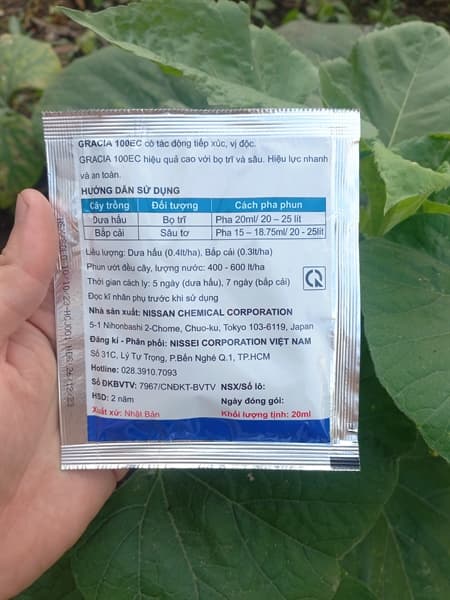 GRACIA 100EC có tác động tiếp xúc, vị độc.
GRACIA 100EC hiệu quả cao với bọ trĩ và sâu. Hiệu lực nhanh
và an toàn.
HƯỚNG DẪN SỬ DỤNG
Cây trồng Đối tượng Cách pha phun
Dưa hấu Bọ trĩ Pha 20ml/ 20 – 25 lít
Bắp cải Sâu tơ Pha 15 – 18.75ml/ 20 - 25lít
Liều lượng: Dưa hấu (0.4lt/ha), Bắp cải (0.3lt/ha)
Phun ướt đều cây, lượng nước: 400 - 600 lt/ha
Thời gian cách ly: 5 ngày (dưa hấu), 7 ngày (bắp cải)
Đọc kĩ nhãn phụ trước khi sử dụng
Nhà sản xuất: NISSAN CHEMICAL CORPORATION
5-1 Nihonbashi 2-Chome, Chuo-ku, Tokyo 103-6119, Japan
Đăng kí - Phân phối: NISSEI CORPORATION VIỆT NAM
Số 31C, Lý Tự Trọng, P.Bến Nghé Q.1, TP.HCM
Hotline: 028.3910.7093
Số ĐKBVTV: 7967/CNĐKT-BVTV NSX/Số lô:
HSD: 2 năm Ngày đóng gói:
Xuất xứ: Nhật Bản Khối lượng tịnh: 20ml